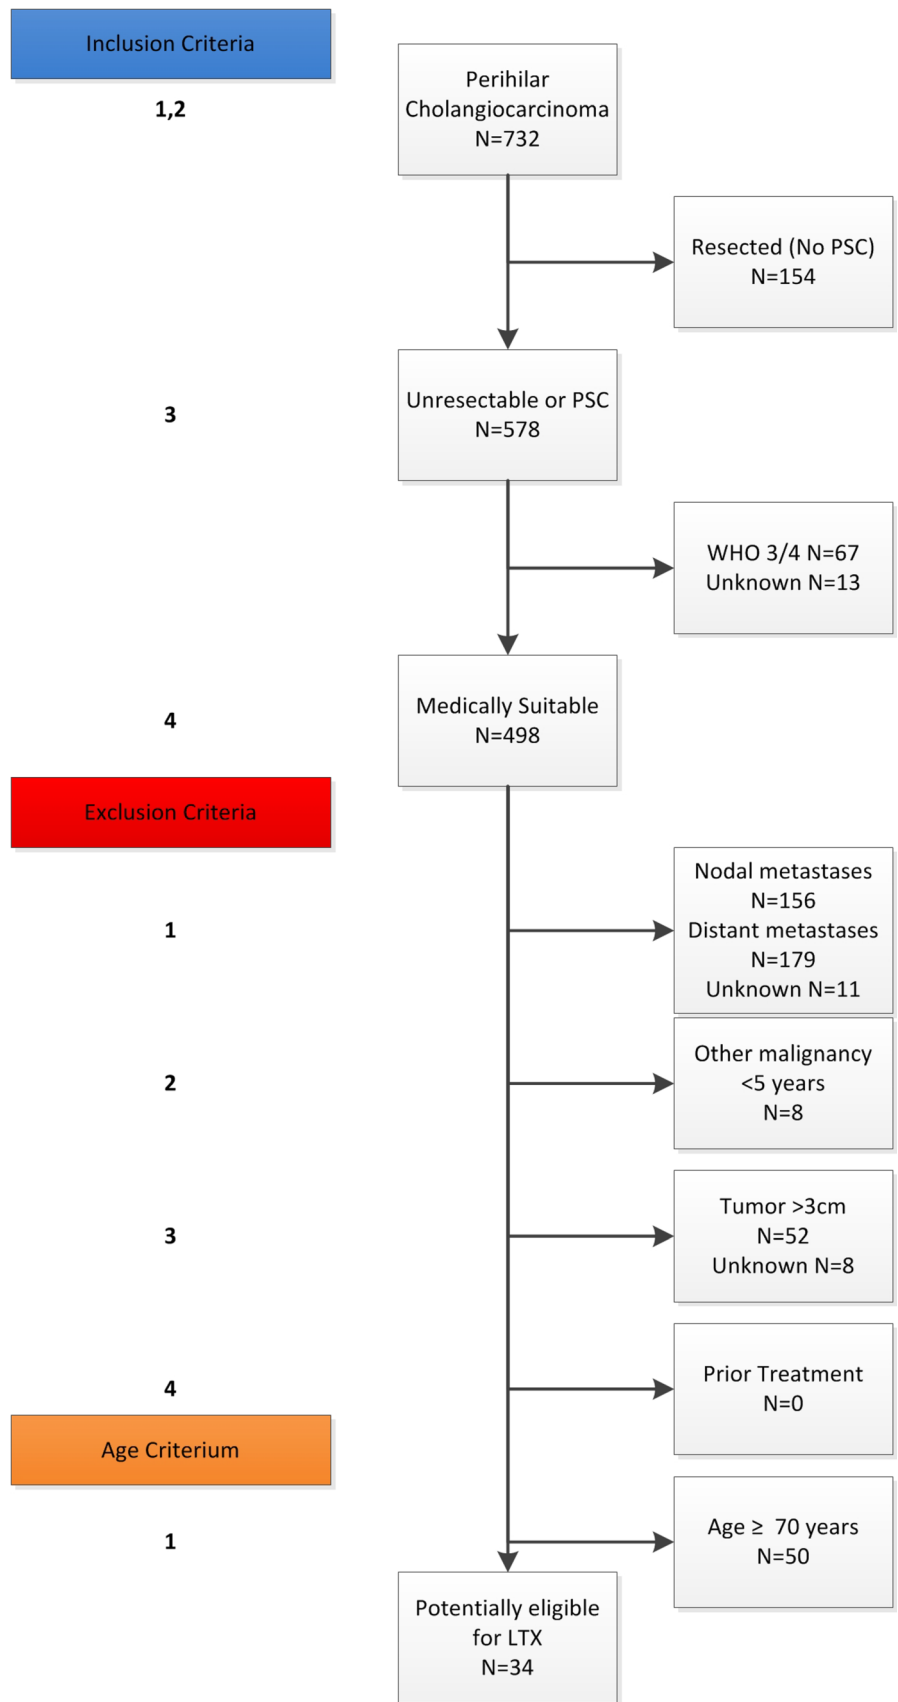 Inclusion Criteria
1,2
Perihilar
Cholangiocarcinoma
N=732
Resected (No PSC)
N=154
3
Unresectable or PSC
N=578
WHO 3/4 N=67
Unknown N=13
4
Medically Suitable
N=498
Exclusion Criteria
1
Nodal metastases
N=156
Distant metastases
N=179
Unknown N=11
2
Other malignancy
<5 years
N=8
3
Tumor >3cm
N=52
Unknown N=8
4
Prior Treatment
N=0
Age Criterium
1
Age ≥ 70 years
N=50
Potentially eligible
for LTX
N=34